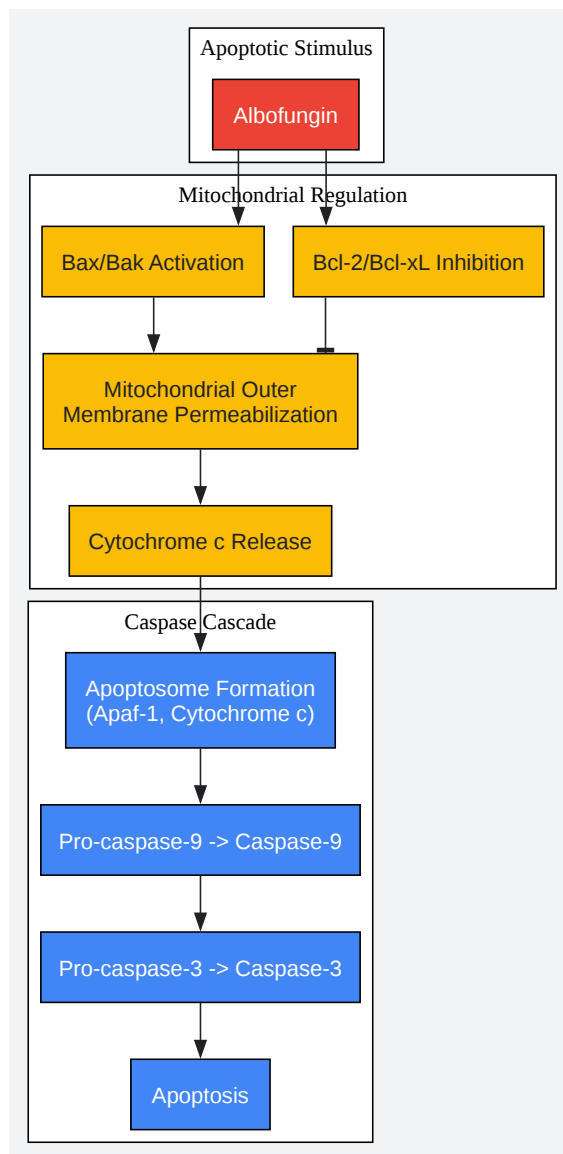 Apoptotic Stimulus
Albofungin
Mitochondrial Regulation
Bax/Bak Activation
Bcl-2/Bcl-xL Inhibition
Mitochondrial Outer
Membrane Permeabilization
Cytochrome c Release
Caspase Cascade
Apoptosome Formation
(Apaf-1, Cytochrome c)
Pro-caspase-9 -> Caspase-9
Pro-caspase-3 -> Caspase-3
Apoptosis